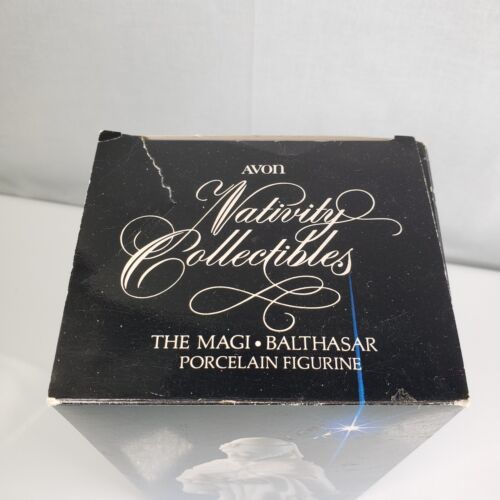 AVON
Nativity
Collectibles
THE MAGI • BALTHASAR
PORCELAIN FIGURINE